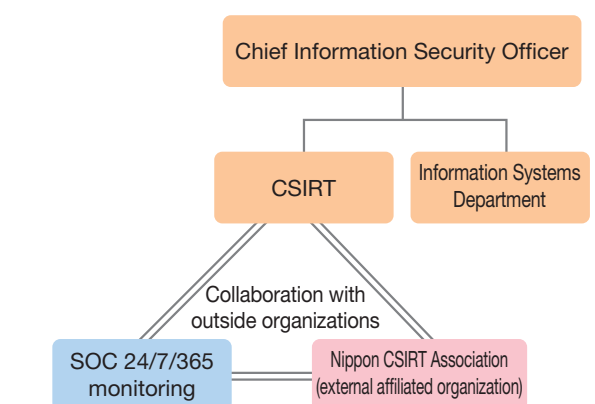 Chief Information Security Officer
CSIRT
Information Systems
Department
Collaboration with
outside organizations
SOC 24/7/365
monitoring
Nippon CSIRT Association
(external affiliated organization)